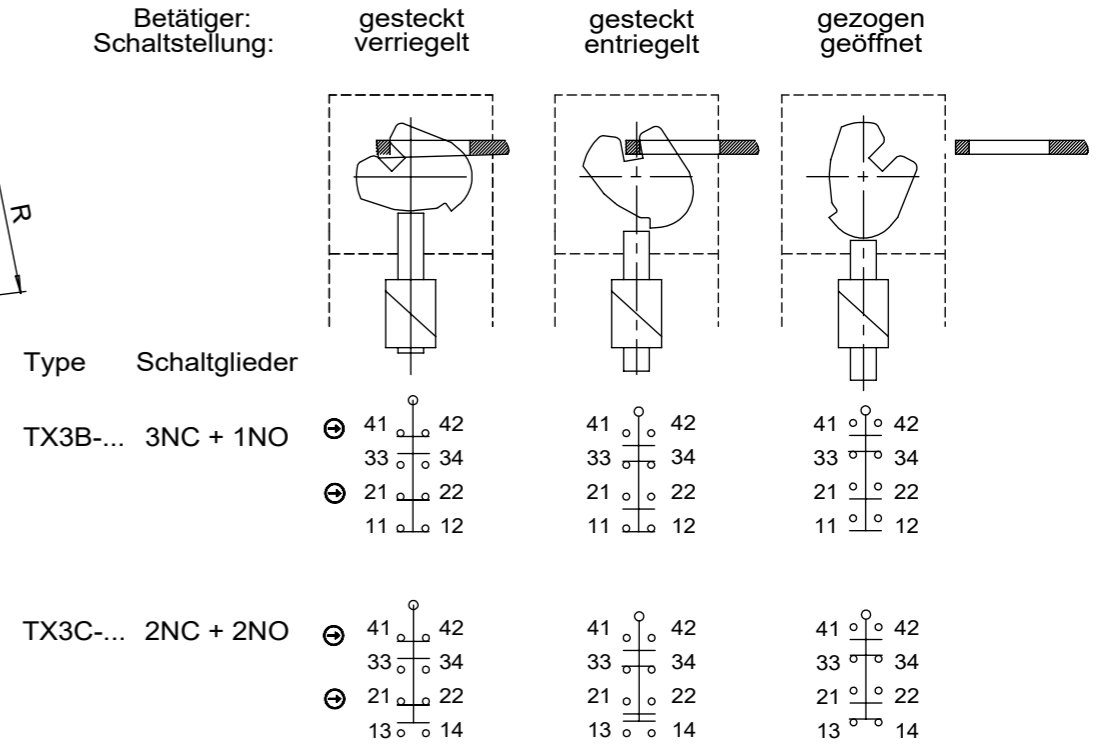 Betätiger: gesteckt gesteckt gezogen
Schaltstellung: verriegelt entriegelt geöffnet
R
Type Schaltglieder
TX3B-... 3NC + 1NO
41 42 41 42 41 42
33 34 33 34 33 34
21 22 21 22 21 22
11 12 11 12 11 12
TX3C-... 2NC + 2NO
41 42 41 42 41 42
33 34 33 34 33 34
21 22 21 22 21 22
13 14 13 14 13 14